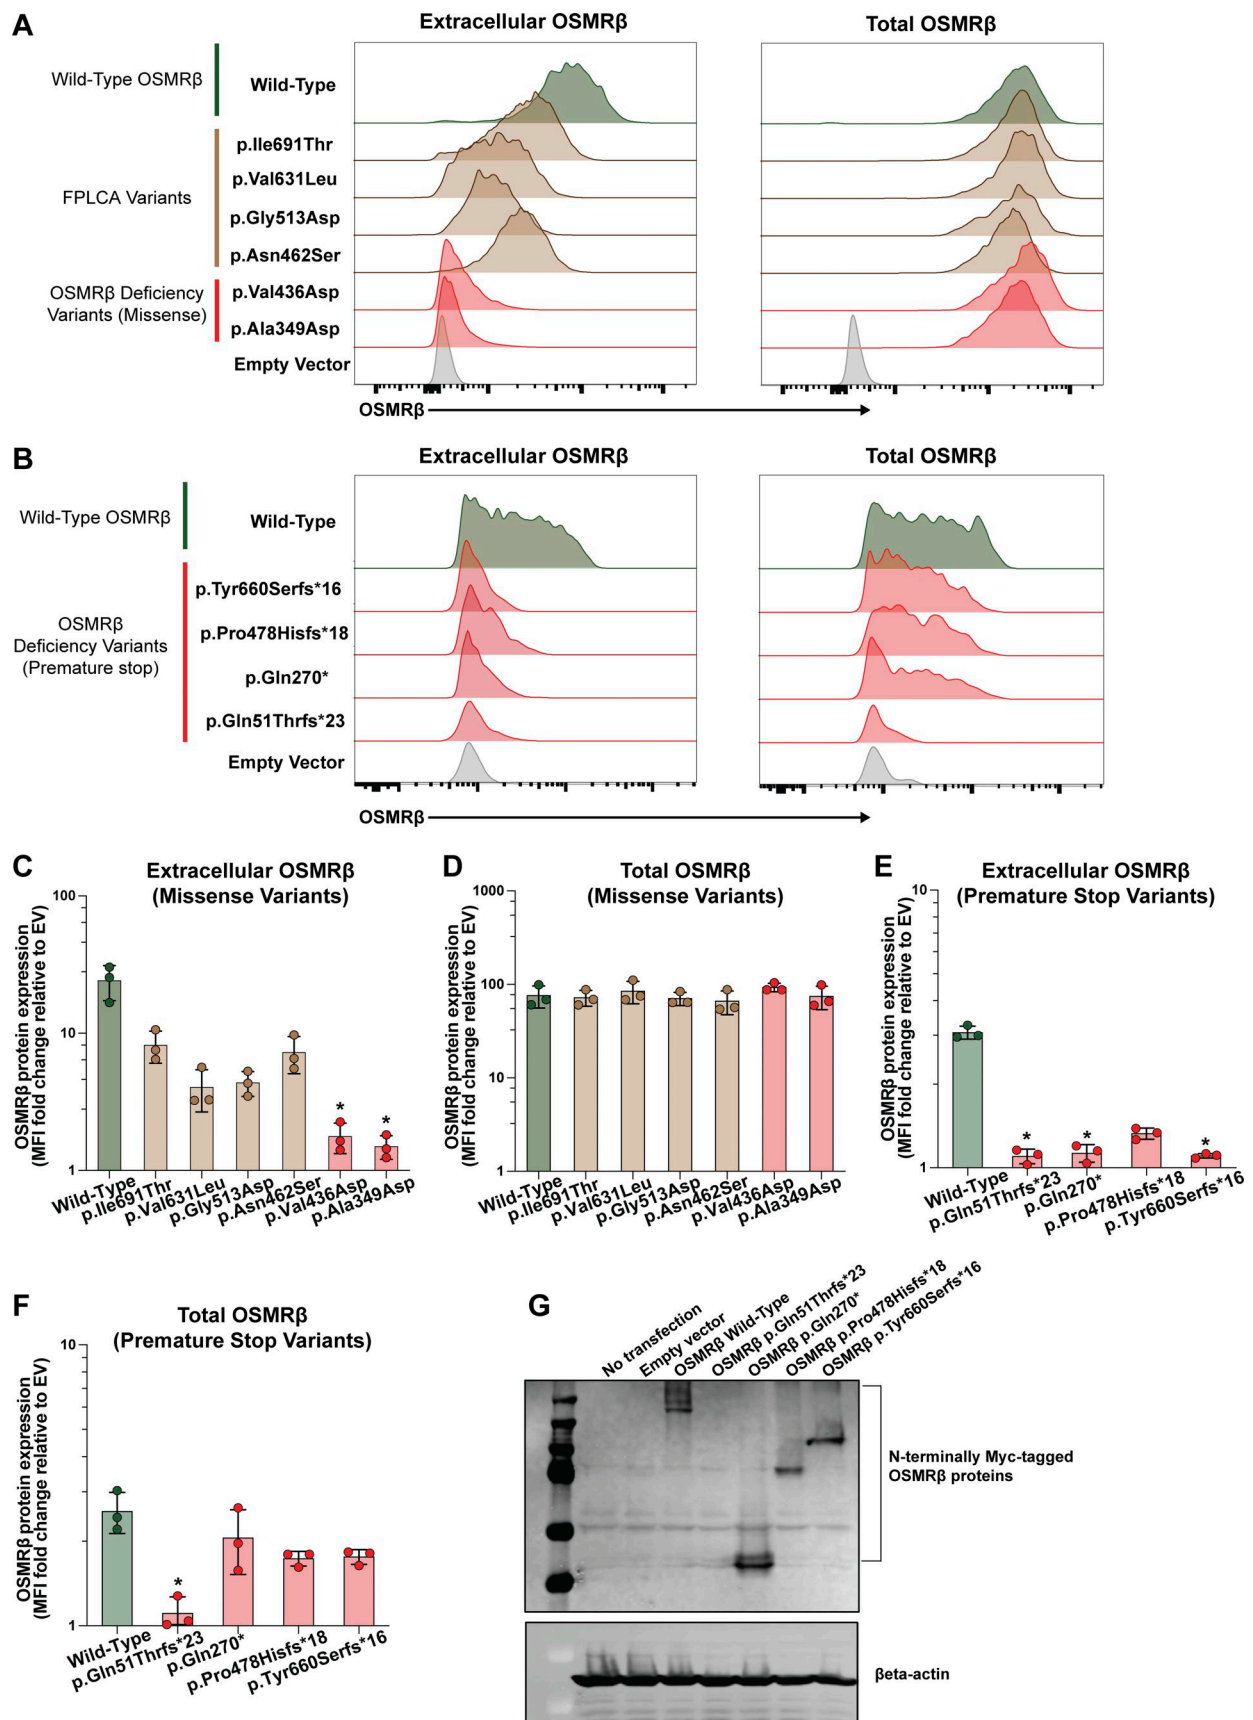 A
Extracellular OSMRβ
Total OSMRβ
Wild-Type OSMRβ
Wild-Type
p.Ile691Thr
p.Val631Leu
FPLCA Variants
p.Gly513Asp
p.Asn462Ser
OSMRβ Deficiency
Variants (Missense)
p.Val436Asp
p.Ala349Asp
Empty Vector
OSMRβ
B
Extracellular OSMRβ
Total OSMRβ
Wild-Type OSMRβ
Wild-Type
p.Tyr660Serfs*16
OSMRβ
Deficiency Variants
(Premature stop)
p.Pro478Hisfs*18
p.Gln270*
p.Gln51Thrfs*23
Empty Vector
OSMRβ
C
Extracellular OSMRβ
(Missense Variants)
OSMRβ protein expression
(MFI fold change relative to EV)
100
10
1
* *
Wild-Type
p.Ile691Thr
p.Val631Leu
p.Gly513Asp
p.Asn462Ser
p.Val436Asp
p.Ala349Asp
D
Total OSMRβ
(Missense Variants)
OSMRβ protein expression
(MFI fold change relative to EV)
1000
100
10
1
Wild-Type
p.Ile691Thr
p.Val631Leu
p.Gly513Asp
p.Asn462Ser
p.Val436Asp
p.Ala349Asp
E
Extracellular OSMRβ
(Premature Stop Variants)
OSMRβ protein expression
(MFI fold change relative to EV)
10
1
* * *
Wild-Type
p.Gln51Thrfs*23
p.Gln270*
p.Pro478Hisfs*18
p.Tyr660Serfs*16
F
Total OSMRβ
(Premature Stop Variants)
OSMRβ protein expression
(MFI fold change relative to EV)
10
1
*
Wild-Type
p.Gln51Thrfs*23
p.Gln270*
p.Pro478Hisfs*18
p.Tyr660Serfs*16
G
No transfection
Empty vector
OSMRβ Wild-Type
OSMRβ p.Gln51Thrfs*23
OSMRβ p.Gln270*
OSMRβ p.Pro478Hisfs*18
OSMRβ p.Tyr660Serfs*16
N-terminally Myc-tagged
OSMRβ proteins
βeta-actin